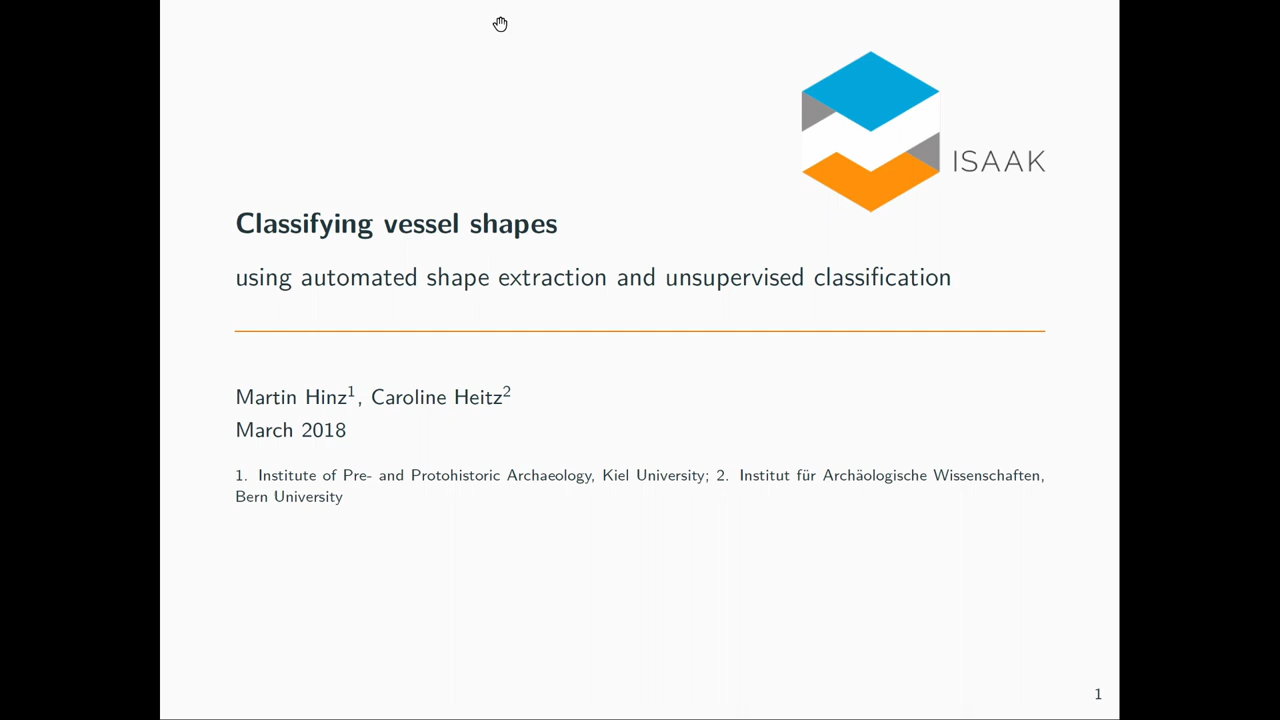 ISAAK
Classifying vessel shapes
using automated shape extraction and unsupervised classification
Martin Hinz¹, Caroline Heitz²
March 2018
1. Institute of Pre- and Protohistoric Archaeology, Kiel University; 2. Institut für Archäologische Wissenschaften,
Bern University
1